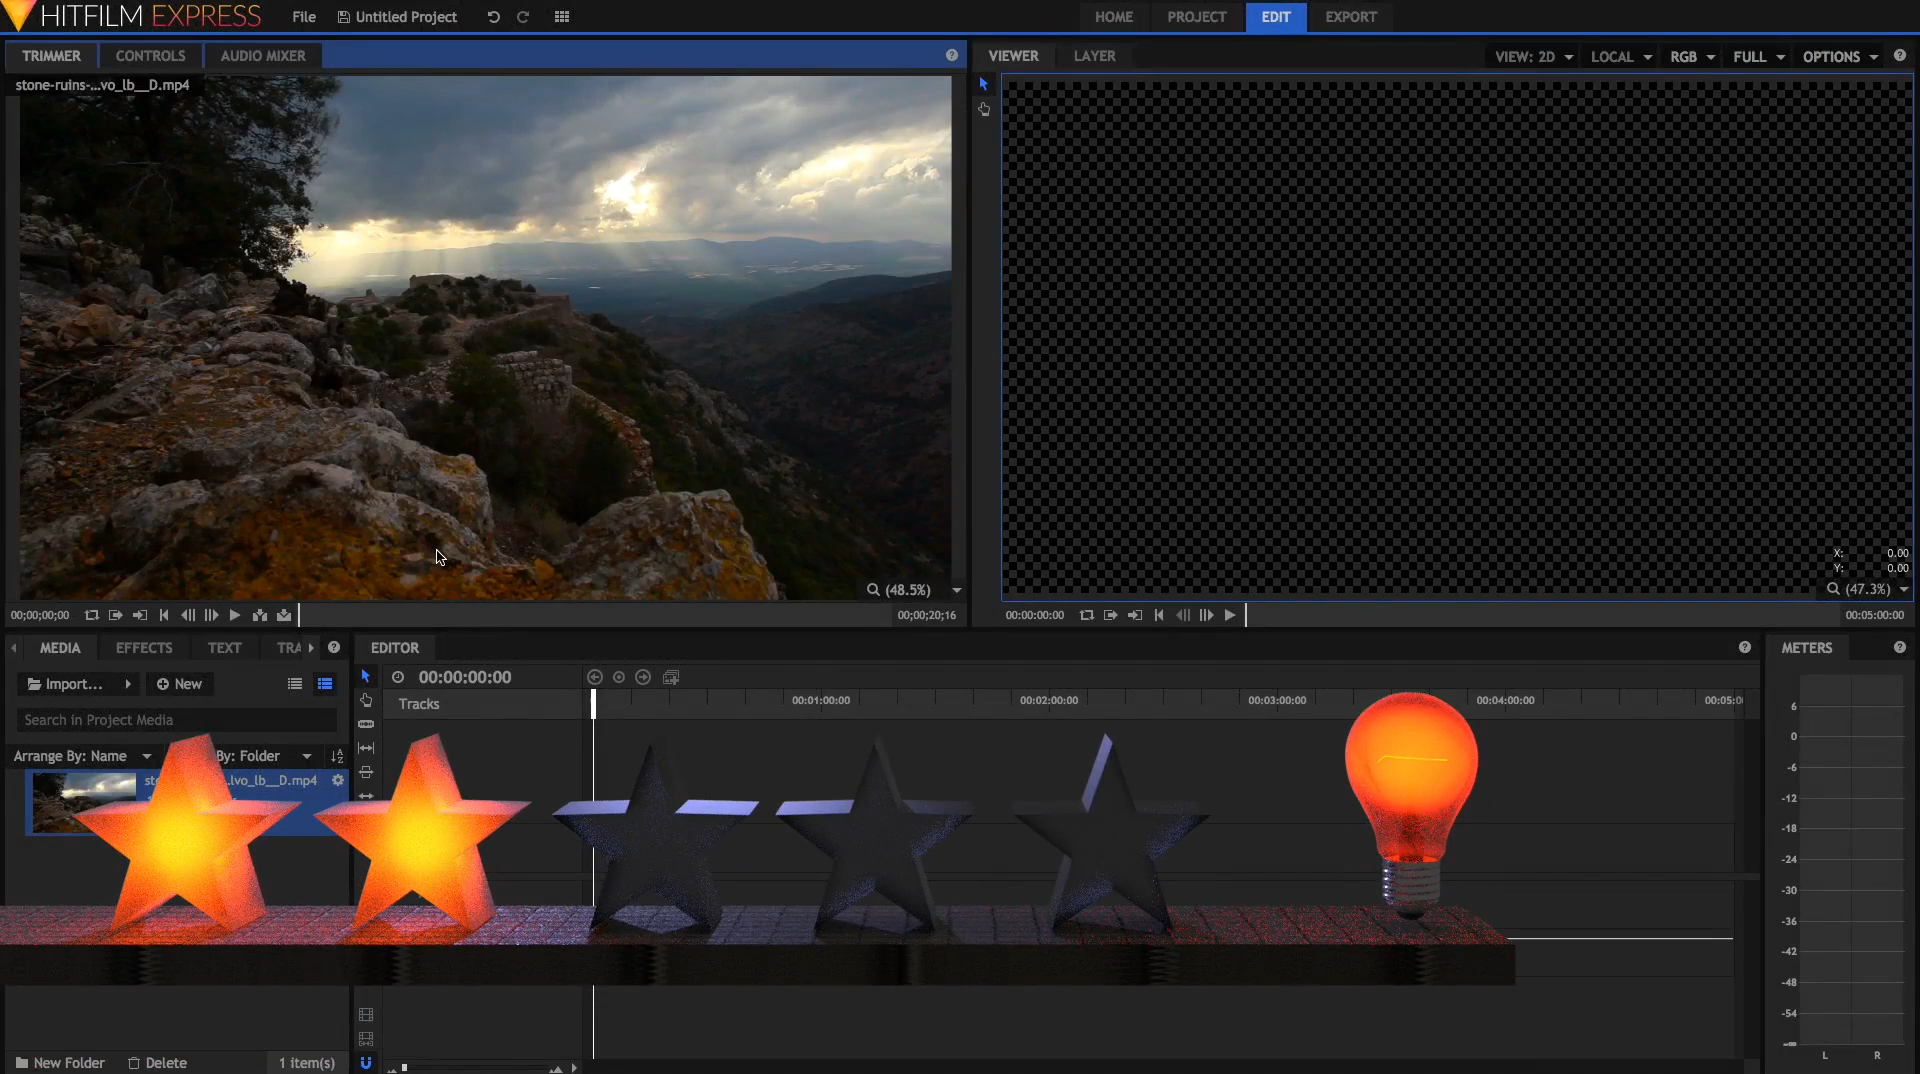 HITFILM EXPRESS
File
Untitled Project
HOME
PROJECT
EDIT
EXPORT
TRIMMER
CONTROLS
AUDIO MIXER
VIEWER
LAYER
VIEW: 2D
LOCAL
RGB
FULL
OPTIONS
stone-ruins-...vo_lb__D.mp4
X: 0.00
Y: 0.00
(48.5%)
(47.3%)
00;00;00;00
00;00;20;16
00:00:00:00
00:05:00:00
MEDIA
EFFECTS
TEXT
TRA
EDITOR
METERS
Import...
New
00:00:00:00
Search in Project Media
Tracks
00:01:00:00
00:02:00:00
00:03:00:00
00:04:00:00
00:05:0
Arrange By: Name
By: Folder
...lvo_lb__D.mp4
6
0
-6
-12
-18
-24
-30
-36
-42
-48
-54
-∞
L
R
New Folder
Delete
1 item(s)